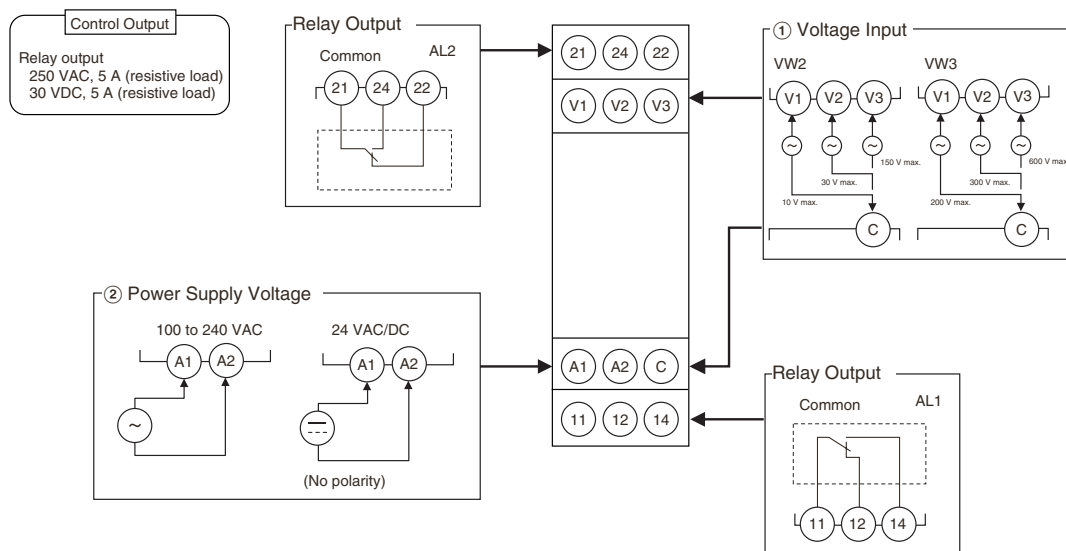 Control Output
Relay output
250 VAC, 5 A (resistive load)
30 VDC, 5 A (resistive load)
Relay Output
Common AL2
21 24 22
21 24 22
V1 V2 V3
① Voltage Input
VW2 VW3
V1 V2 V3 V1 V2 V3
~ ~ ~ ~ ~ ~
150 V max. 600 V max.
30 V max. 300 V max.
10 V max. 200 V max.
C C
② Power Supply Voltage
100 to 240 VAC 24 VAC/DC
A1 A2 A1 A2
~
(No polarity)
A1 A2 C
11 12 14
Relay Output
Common AL1
11 12 14